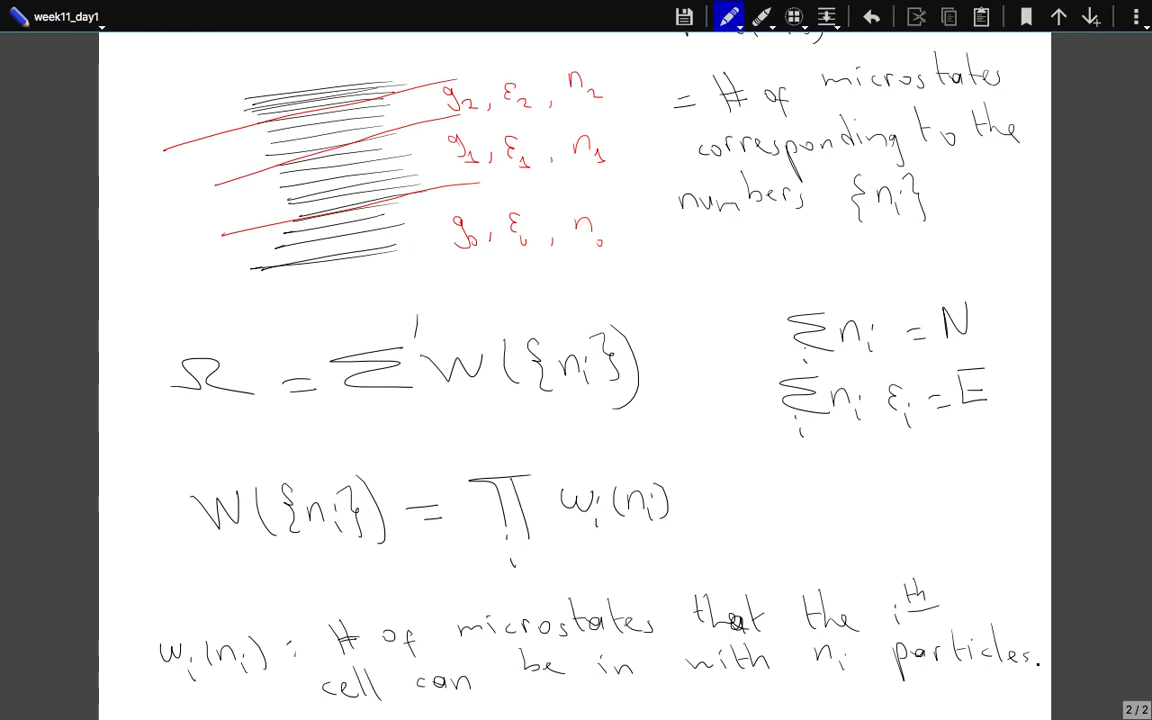 week11_day1
g₂, ε₂, n₂
g₁, ε₁, n₁
g₀, ε₀, n₀
= # of microstates
corresponding to the
numbers {nᵢ}
Ω = Σ' W({nᵢ})
Σᵢ nᵢ = N
Σᵢ nᵢ εᵢ = E
W({nᵢ}) = ∏ᵢ wᵢ(nᵢ)
wᵢ(nᵢ) : # of microstates that the iᵗʰ
cell can be in with nᵢ particles.
2 / 2